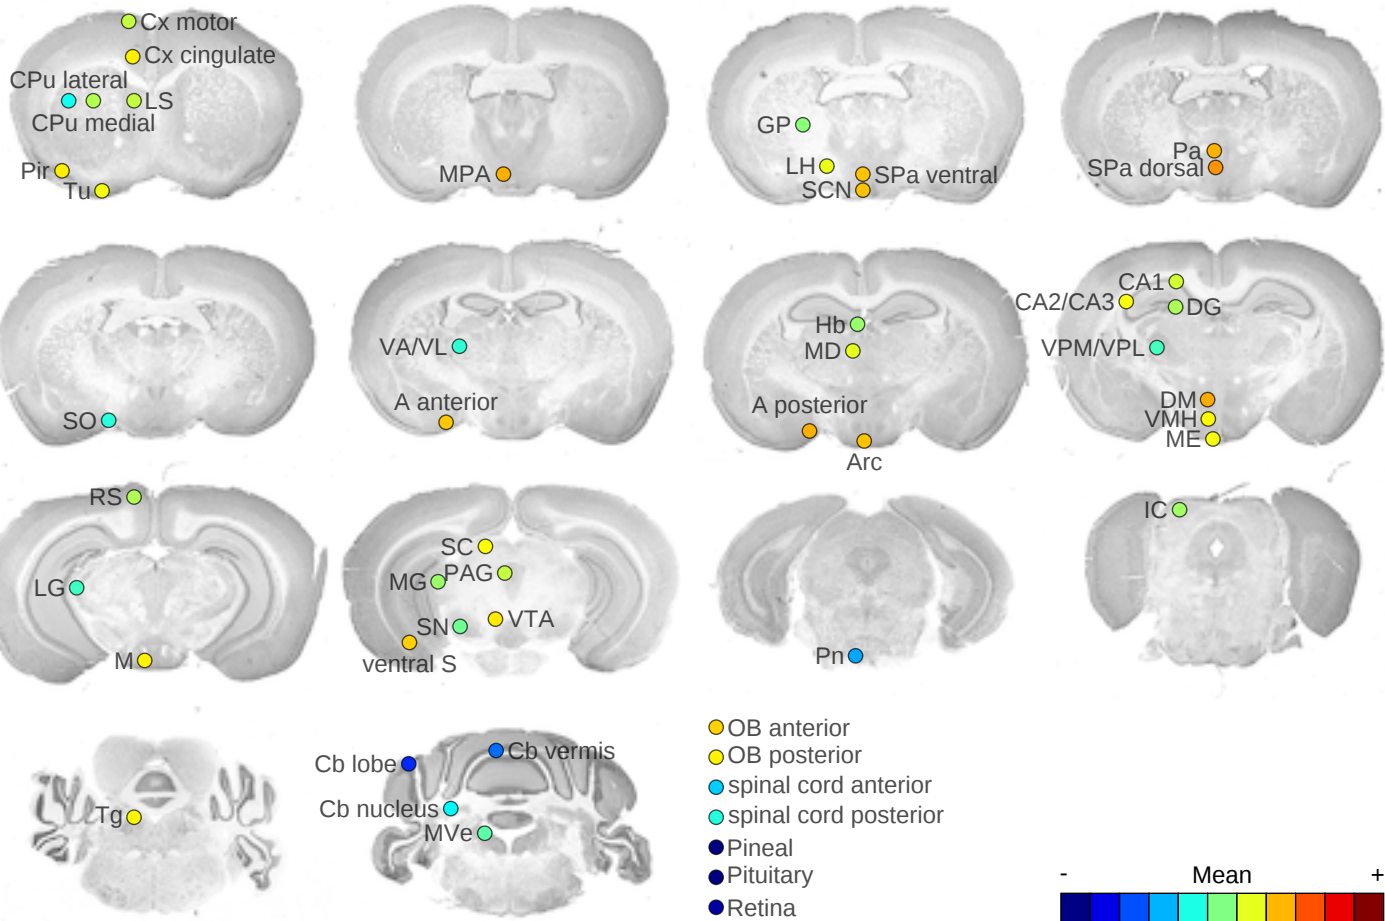 Cx motor
Cx cingulate
CPu lateral
LS
CPu medial
Pir
Tu
MPA
GP
LH
SPa ventral
SCN
Pa
SPa dorsal
SO
VA/VL
A anterior
Hb
MD
A posterior
Arc
CA1
CA2/CA3
DG
VPM/VPL
DM
VMH
ME
RS
LG
M
SC
MG
PAG
SN
VTA
ventral S
Pn
IC
Tg
Cb lobe
Cb vermis
Cb nucleus
MVe
OB anterior
OB posterior
spinal cord anterior
spinal cord posterior
Pineal
Pituitary
Retina
- Mean +